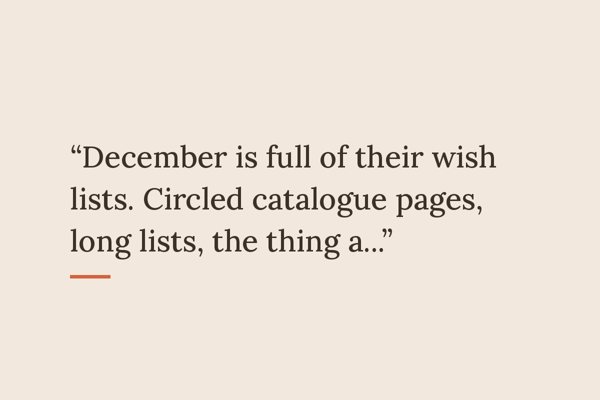 “December is full of their wish
lists. Circled catalogue pages,
long lists, the thing a...”